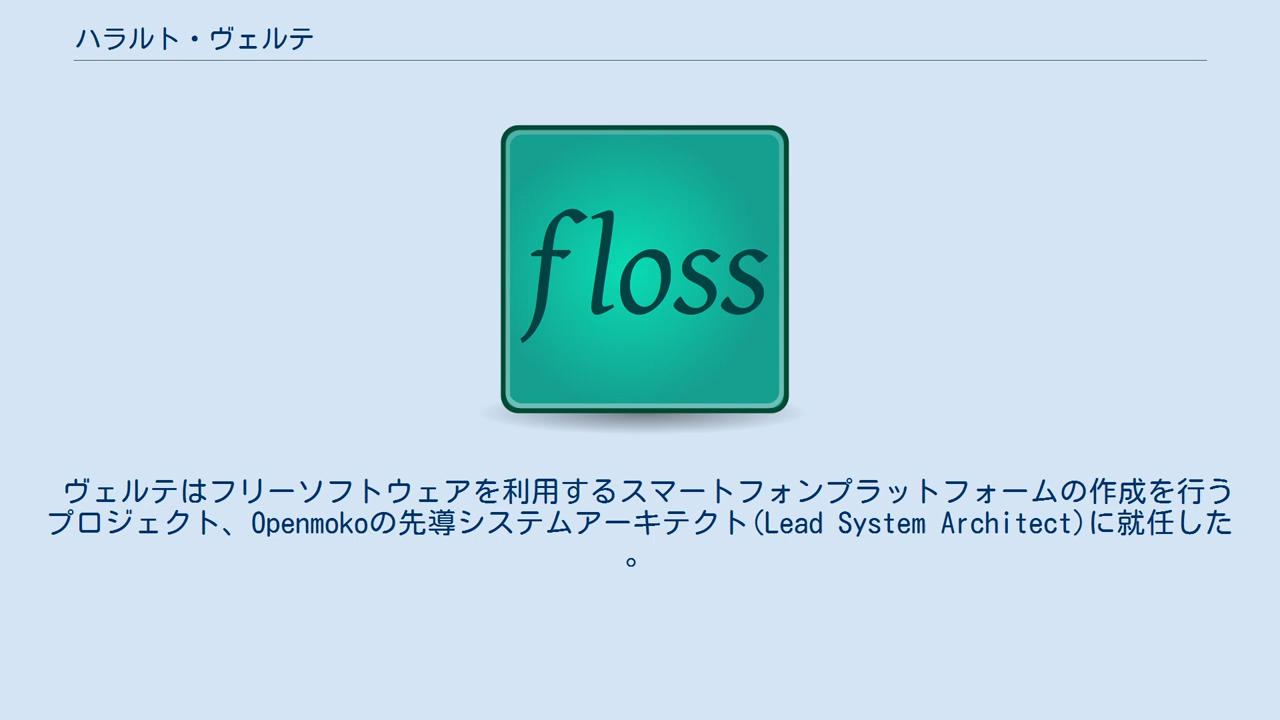 ハラルト・ヴェルテ
floss
ヴェルテはフリーソフトウェアを利用するスマートフォンプラットフォームの作成を行う
プロジェクト、Openmokoの先導システムアーキテクト(Lead System Architect)に就任した
。